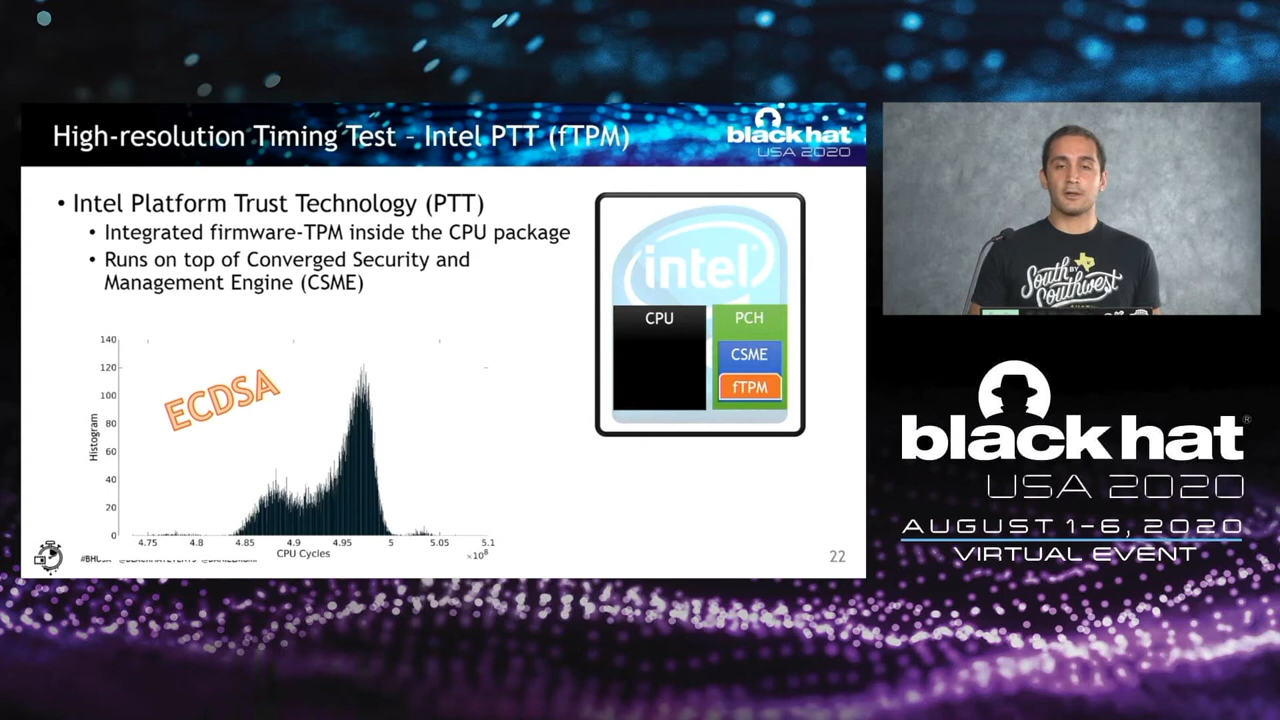 High-resolution Timing Test – Intel PTT (fTPM)
black hat
USA 2020
• Intel Platform Trust Technology (PTT)
• Integrated firmware-TPM inside the CPU package
• Runs on top of Converged Security and
Management Engine (CSME)
intel
CPU
PCH
CSME
fTPM
ECDSA
Histogram
140
120
100
80
60
40
20
0
4.75 4.8 4.85 4.9 4.95 5 5.05 5.1
CPU Cycles
×10⁸
22
South by
Southwest
black hat®
USA 2020
AUGUST 1-6, 2020
VIRTUAL EVENT